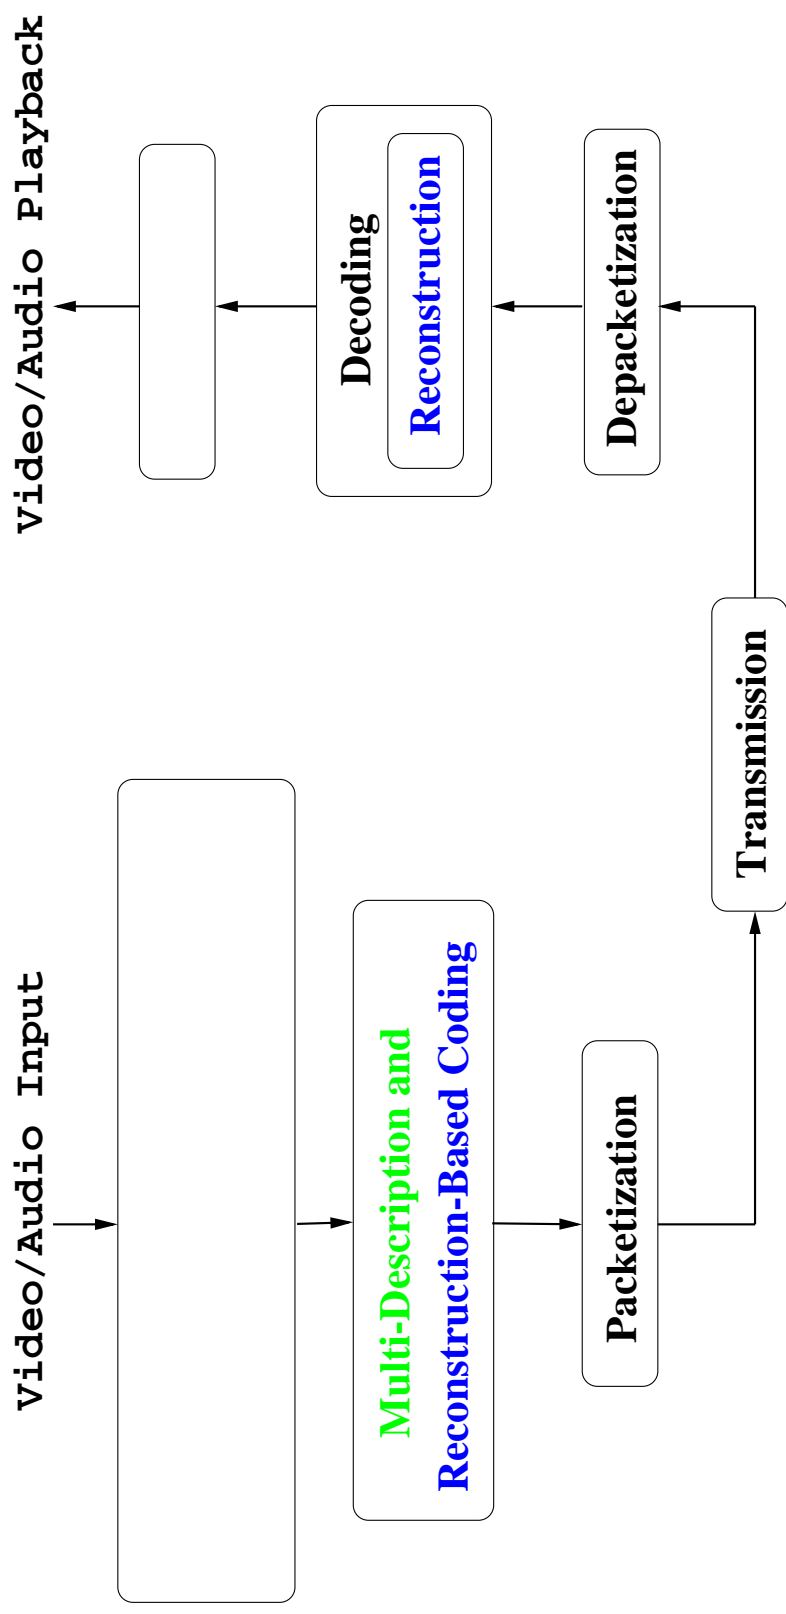 Video/Audio Input
Multi-Description and
Reconstruction-Based Coding
Packetization
Transmission
Depacketization
Decoding
Reconstruction
Video/Audio Playback